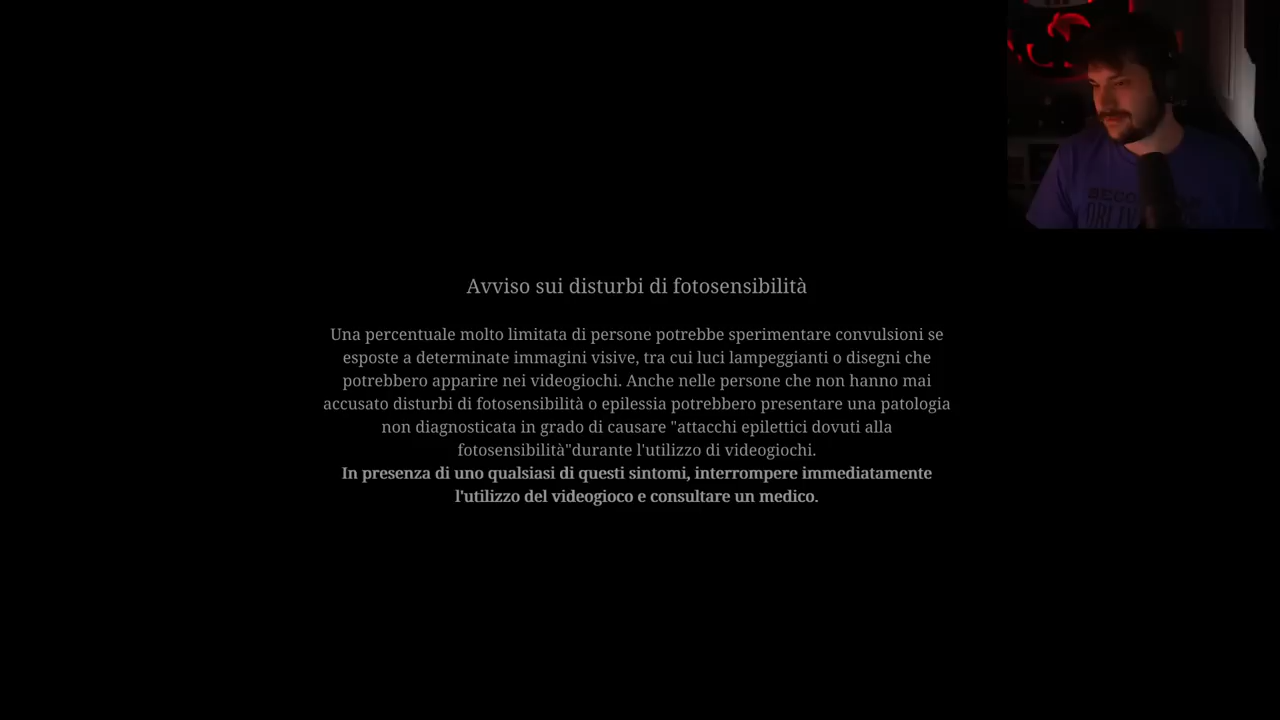 Avviso sui disturbi di fotosensibilità
Una percentuale molto limitata di persone potrebbe sperimentare convulsioni se
esposte a determinate immagini visive, tra cui luci lampeggianti o disegni che
potrebbero apparire nei videogiochi. Anche nelle persone che non hanno mai
accusato disturbi di fotosensibilità o epilessia potrebbero presentare una patologia
non diagnosticata in grado di causare "attacchi epilettici dovuti alla
fotosensibilità"durante l'utilizzo di videogiochi.
In presenza di uno qualsiasi di questi sintomi, interrompere immediatamente
l'utilizzo del videogioco e consultare un medico.